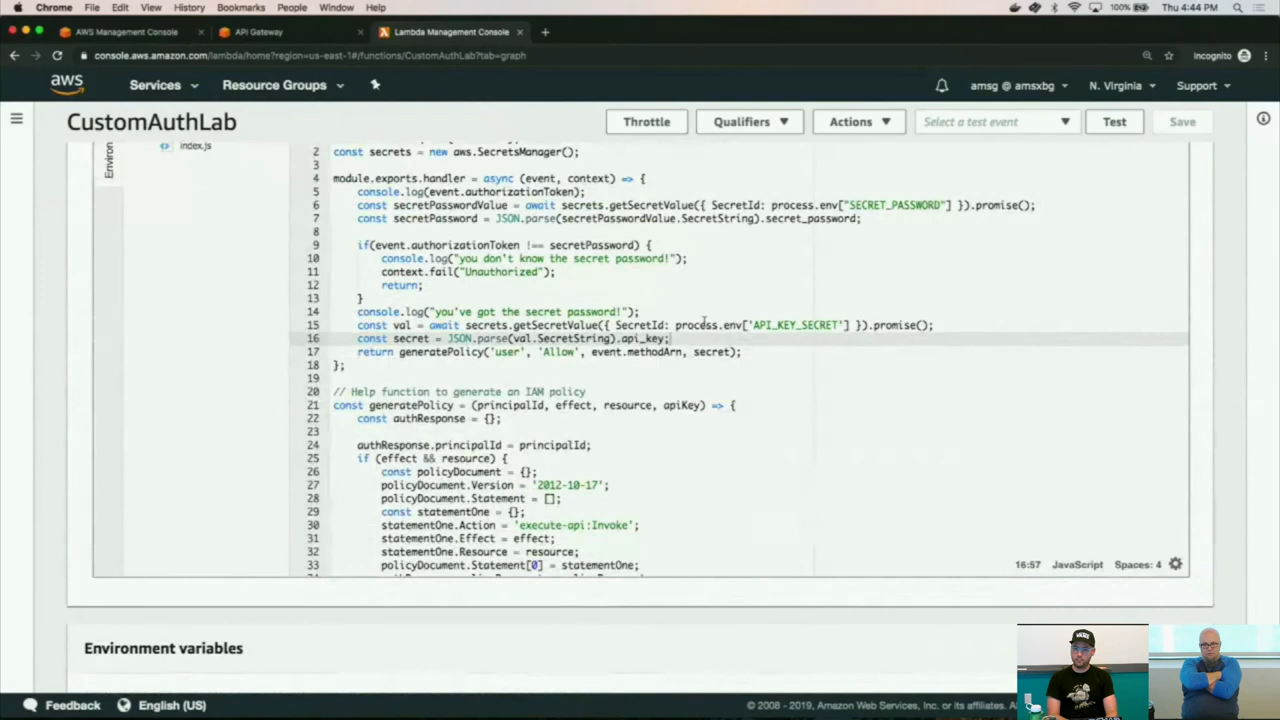 Chrome File Edit View History Bookmarks People Window Help 100% Thu 4:44 PM
AWS Management Console × API Gateway × Lambda Management Console × +
console.aws.amazon.com/lambda/home?region=us-east-1#/functions/CustomAuthLab?tab=graph Incognito
aws Services Resource Groups amsg @ amsxbg N. Virginia Support
CustomAuthLab Throttle Qualifiers Actions Select a test event Test Save
Environ
index.js
2 const secrets = new aws.SecretsManager();
3
4 module.exports.handler = async (event, context) => {
5 console.log(event.authorizationToken);
6 const secretPasswordValue = await secrets.getSecretValue({ SecretId: process.env["SECRET_PASSWORD"] }).promise();
7 const secretPassword = JSON.parse(secretPasswordValue.SecretString).secret_password;
8
9 if(event.authorizationToken !== secretPassword) {
10 console.log("you don't know the secret password!");
11 context.fail("Unauthorized");
12 return;
13 }
14 console.log("you've got the secret password!");
15 const val = await secrets.getSecretValue({ SecretId: process.env['API_KEY_SECRET'] }).promise();
16 const secret = JSON.parse(val.SecretString).api_key;
17 return generatePolicy('user', 'Allow', event.methodArn, secret);
18 };
19
20 // Help function to generate an IAM policy
21 const generatePolicy = (principalId, effect, resource, apiKey) => {
22 const authResponse = {};
23
24 authResponse.principalId = principalId;
25 if (effect && resource) {
26 const policyDocument = {};
27 policyDocument.Version = '2012-10-17';
28 policyDocument.Statement = [];
29 const statementOne = {};
30 statementOne.Action = 'execute-api:Invoke';
31 statementOne.Effect = effect;
32 statementOne.Resource = resource;
33 policyDocument.Statement[0] = statementOne;
16:57 JavaScript Spaces: 4
Environment variables
Feedback English (US) © 2008 - 2019, Amazon Web Services, Inc. or its affiliates.